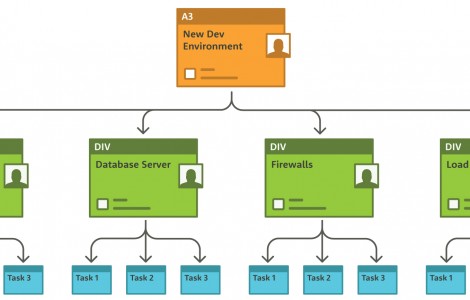 A3
New Dev
Environment
DIV
Database Server
DIV
Firewalls
DIV
Load
Task 3
Task 1
Task 2
Task 3
Task 1
Task 2
Task 3
Task 1